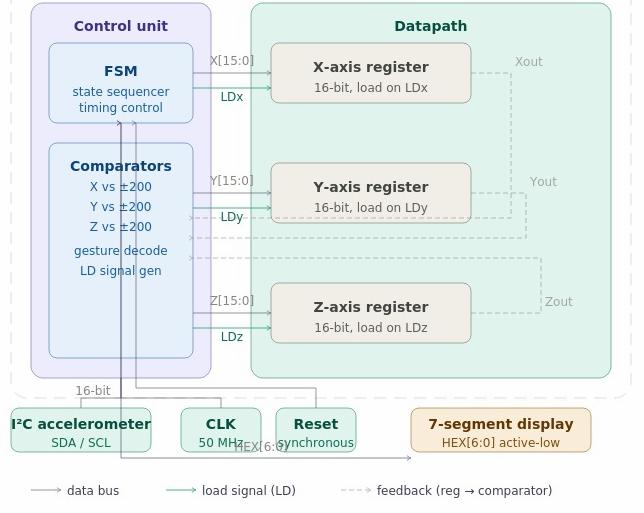 Control unit
Datapath
FSM
state sequencer
timing control
X[15:0]
LDx
X-axis register
16-bit, load on LDx
Xout
Comparators
X vs ±200
Y vs ±200
Z vs ±200
gesture decode
LD signal gen
Y[15:0]
LDy
Y-axis register
16-bit, load on LDy
Yout
Z[15:0]
LDz
Z-axis register
16-bit, load on LDz
Zout
16-bit
I²C accelerometer
SDA / SCL
CLK
50 MHz
Reset
synchronous
HEX[6:0]
7-segment display
HEX[6:0] active-low
data bus
load signal (LD)
feedback (reg → comparator)